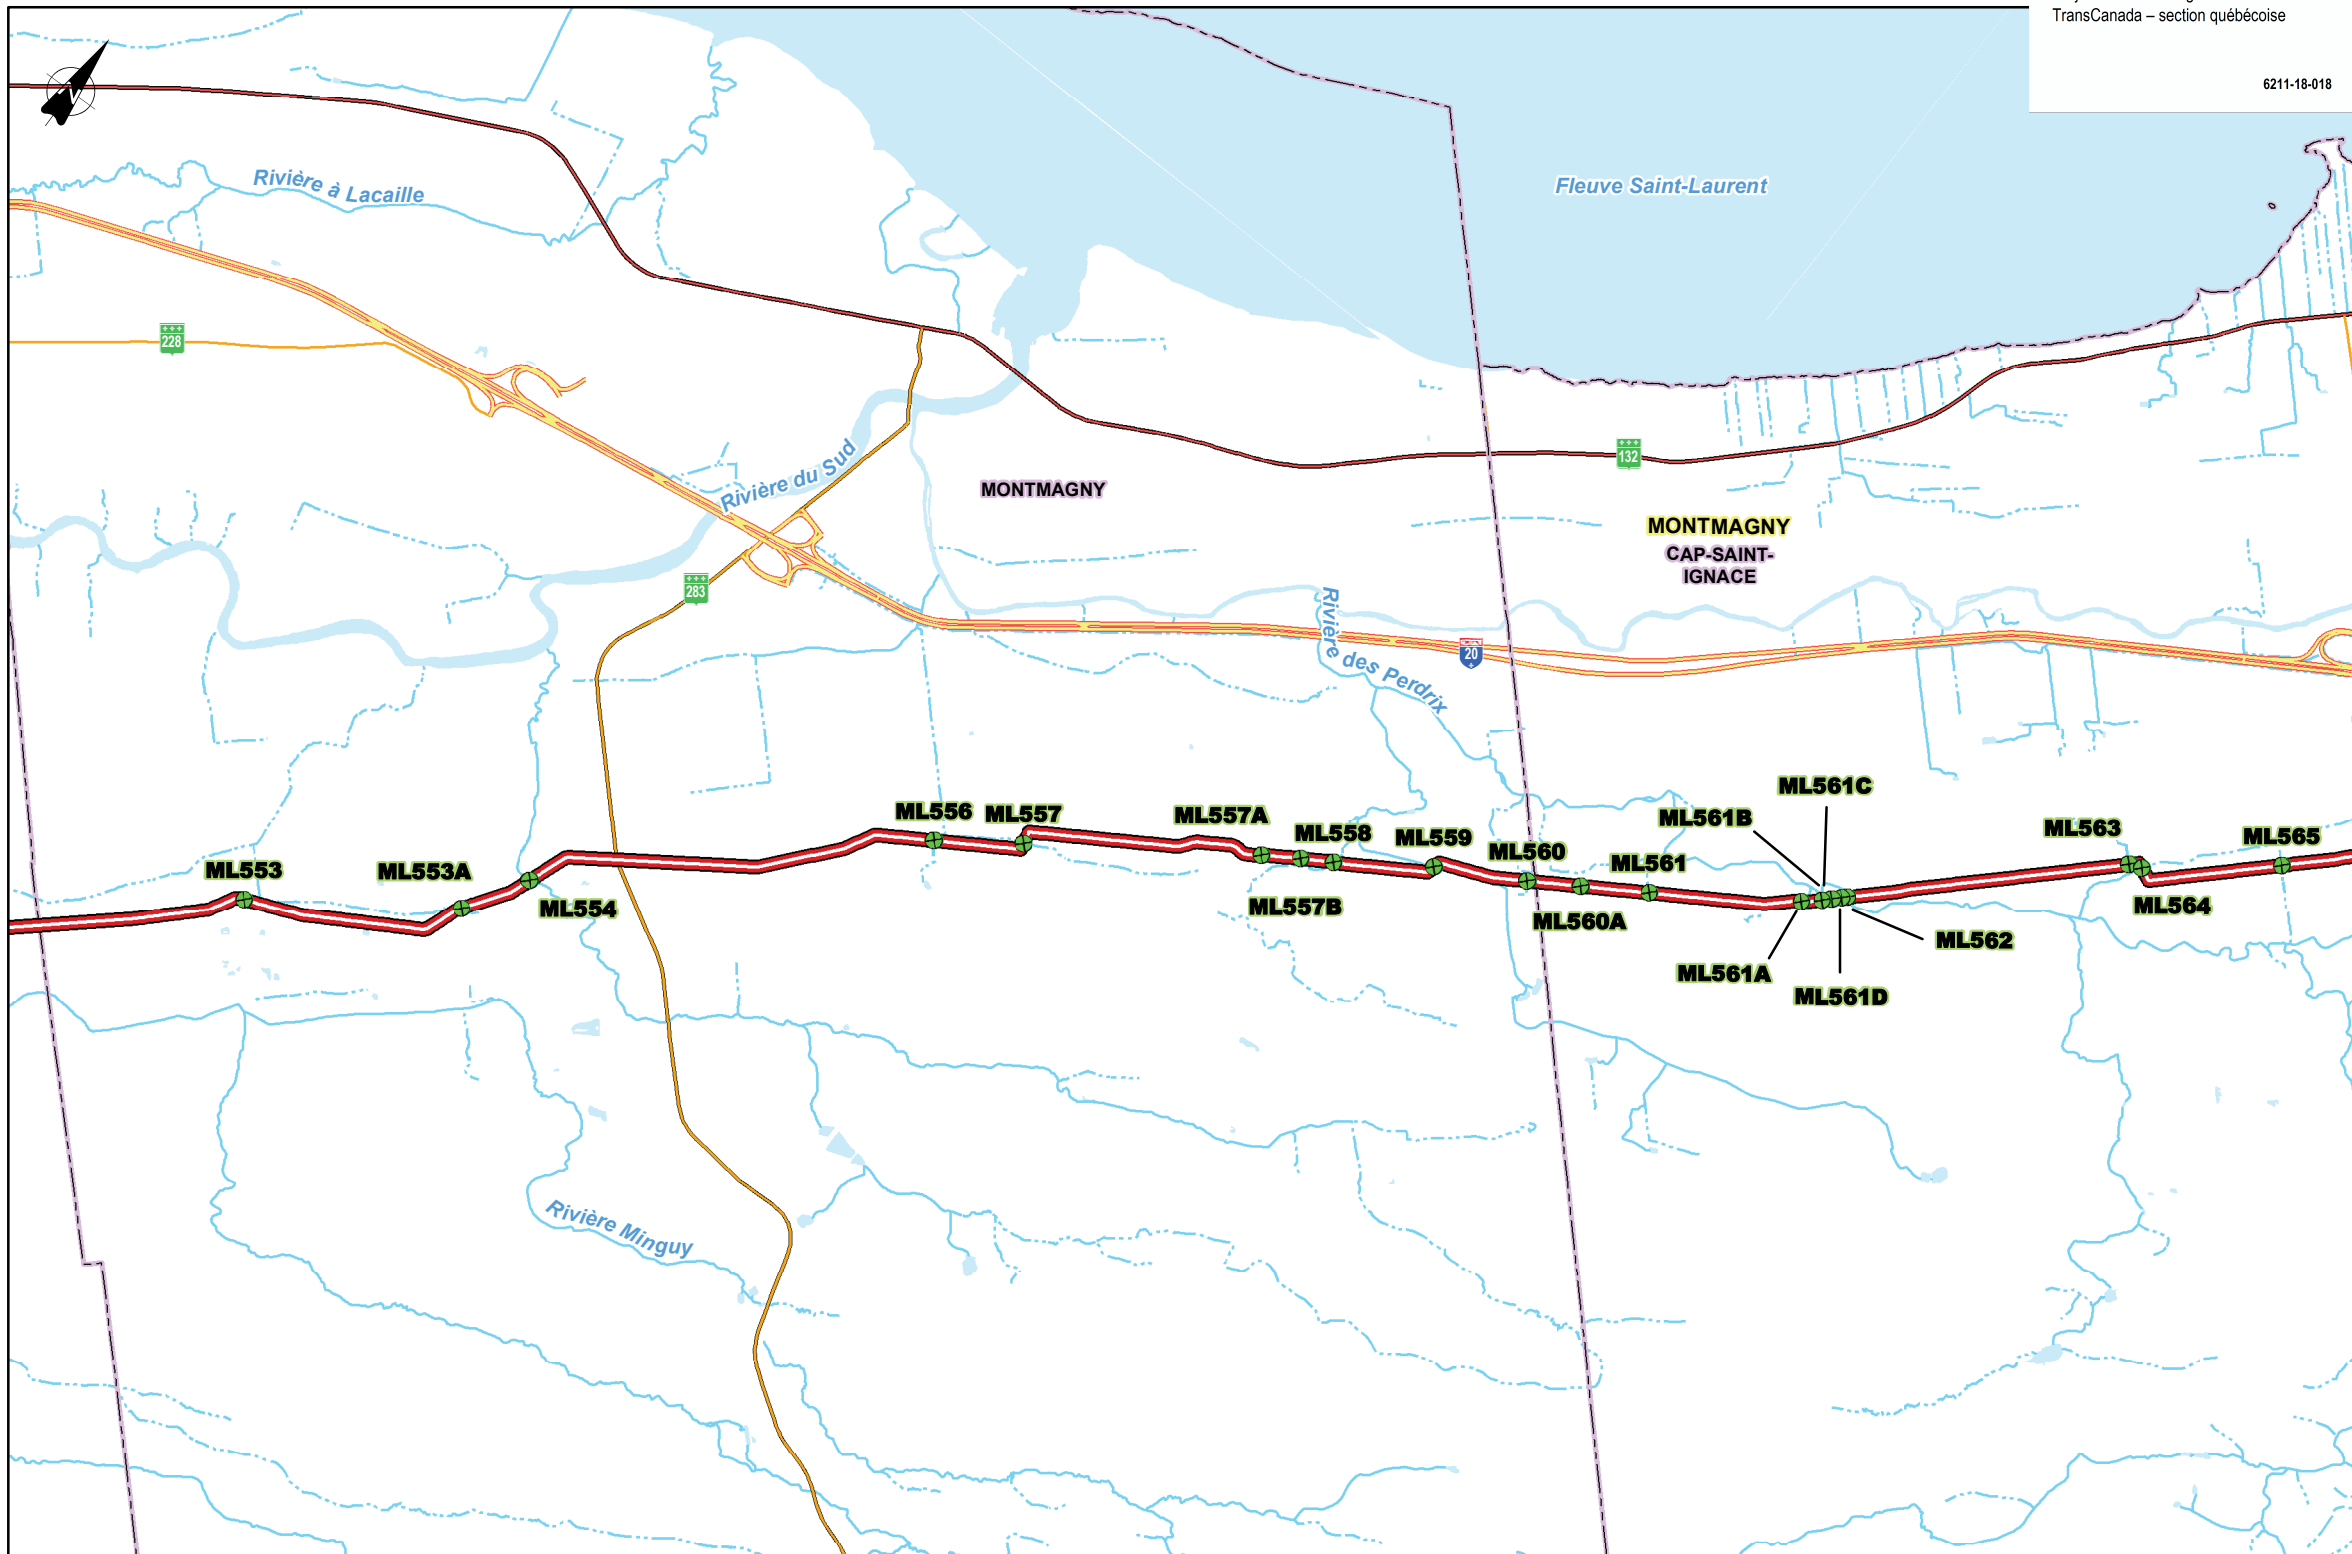 TransCanada – section québécoise
6211-18-018
N
Rivière à Lacaille
Fleuve Saint-Laurent
228
132
Rivière du Sud
MONTMAGNY
MONTMAGNY
CAP-SAINT-
IGNACE
283
20
Rivière des Perdrix
ML561C
ML556
ML557
ML557A
ML561B
ML558
ML559
ML560
ML563
ML565
ML553
ML553A
ML561
ML554
ML557B
ML560A
ML564
ML562
ML561A
ML561D
Rivière Minguy